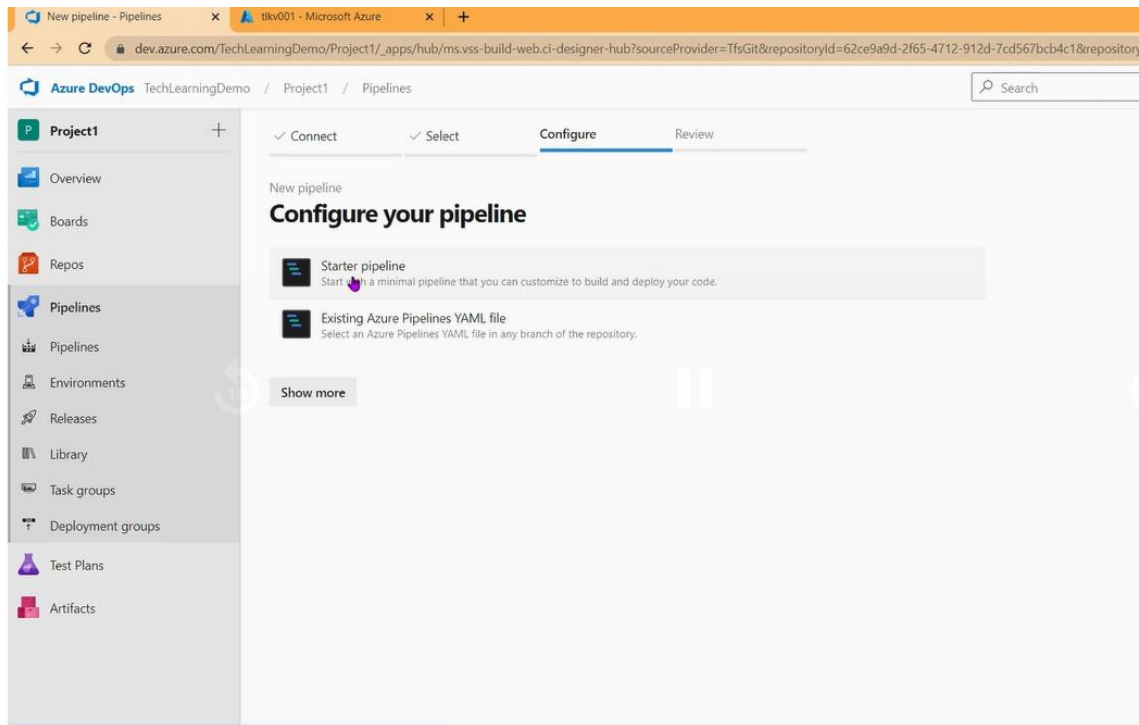 New pipeline - Pipelines
tlkv001 - Microsoft Azure
dev.azure.com/TechLearningDemo/Project1/_apps/hub/ms.vss-build-web.ci-designer-hub?sourceProvider=TfsGit&repositoryId=62ce9a9d-2f65-4712-912d-7cd567bcb4c1&repository
Azure DevOps TechLearningDemo / Project1 / Pipelines
Search
P Project1
Connect Select Configure Review
Overview
Boards
Repos
Pipelines
Pipelines
Environments
Releases
Library
Task groups
Deployment groups
Test Plans
Artifacts
New pipeline
Configure your pipeline
Starter pipeline
Start with a minimal pipeline that you can customize to build and deploy your code.
Existing Azure Pipelines YAML file
Select an Azure Pipelines YAML file in any branch of the repository.
Show more
10